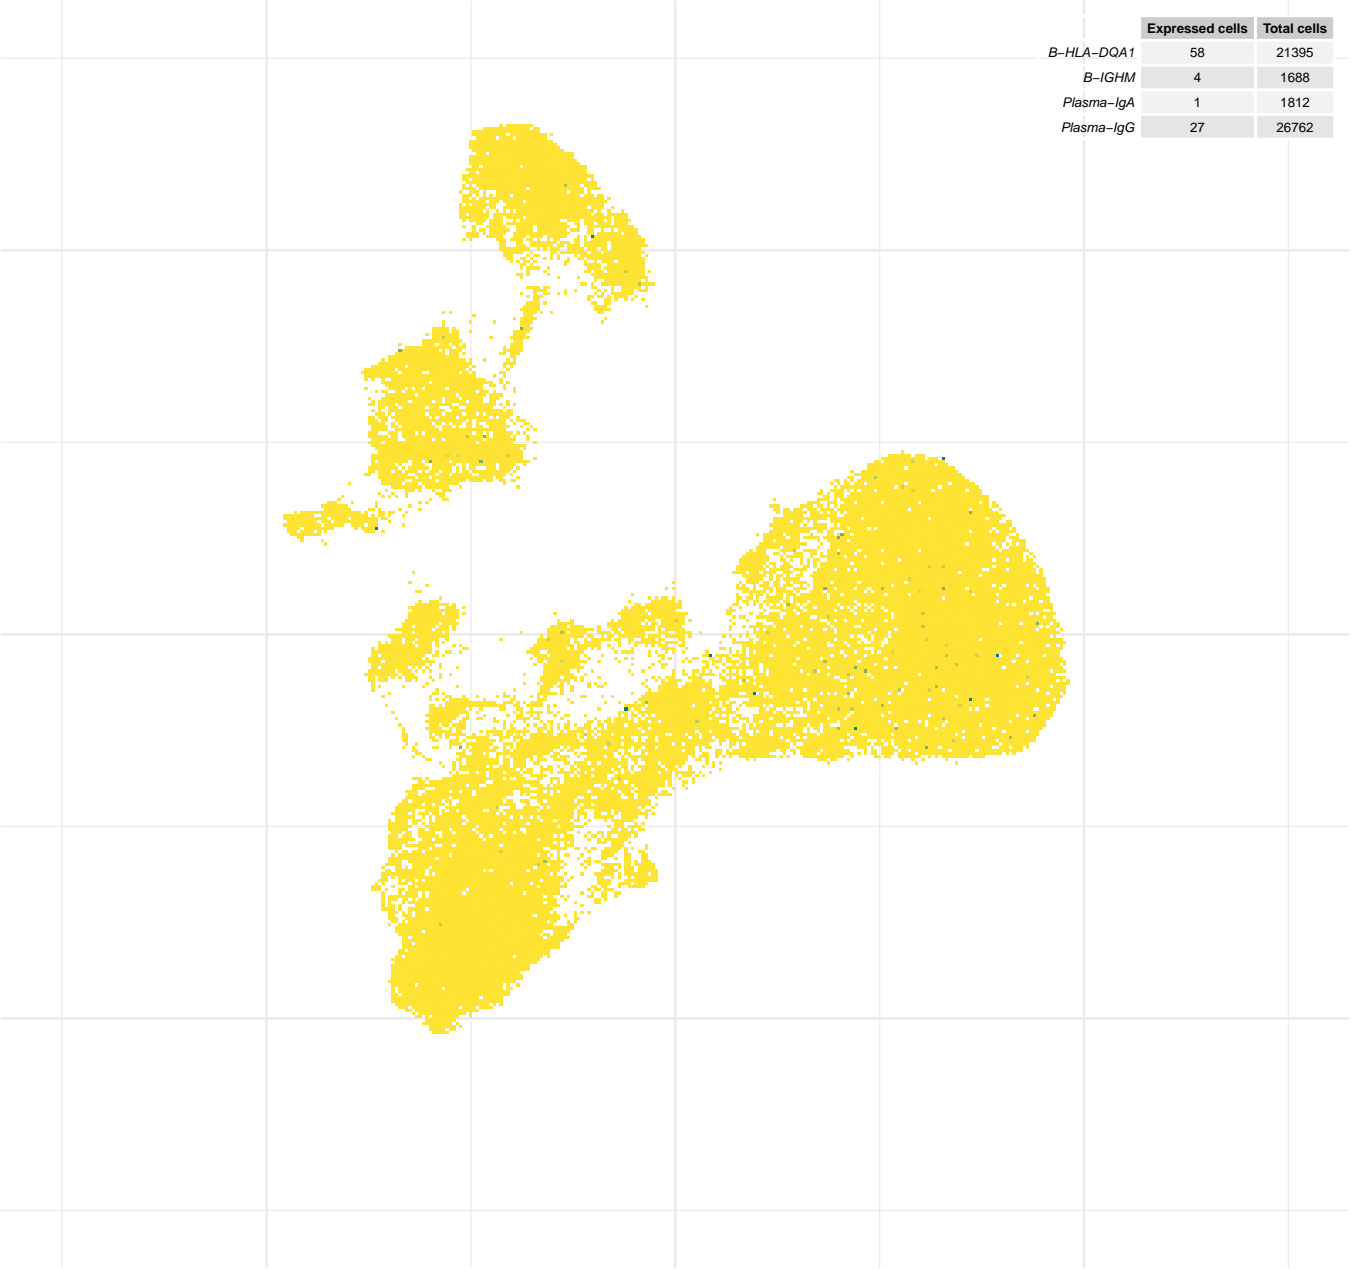 Expressed cells Total cells
B−HLA−DQA1 58 21395
B−IGHM 4 1688
Plasma−IgA 1 1812
Plasma−IgG 27 26762